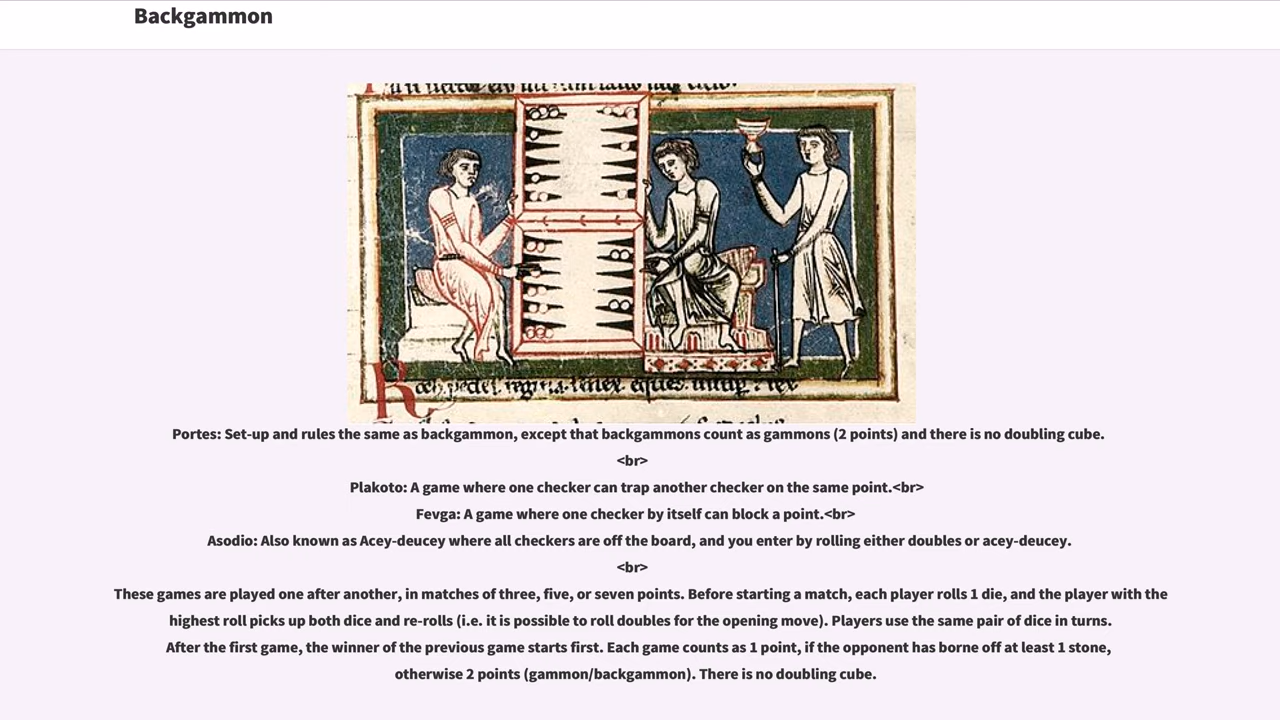 Backgammon
Portes: Set-up and rules the same as backgammon, except that backgammons count as gammons (2 points) and there is no doubling cube.
<br>
Plakoto: A game where one checker can trap another checker on the same point.<br>
Fevga: A game where one checker by itself can block a point.<br>
Asodio: Also known as Acey-deucey where all checkers are off the board, and you enter by rolling either doubles or acey-deucey.
<br>
These games are played one after another, in matches of three, five, or seven points. Before starting a match, each player rolls 1 die, and the player with the
highest roll picks up both dice and re-rolls (i.e. it is possible to roll doubles for the opening move). Players use the same pair of dice in turns.
After the first game, the winner of the previous game starts first. Each game counts as 1 point, if the opponent has borne off at least 1 stone,
otherwise 2 points (gammon/backgammon). There is no doubling cube.